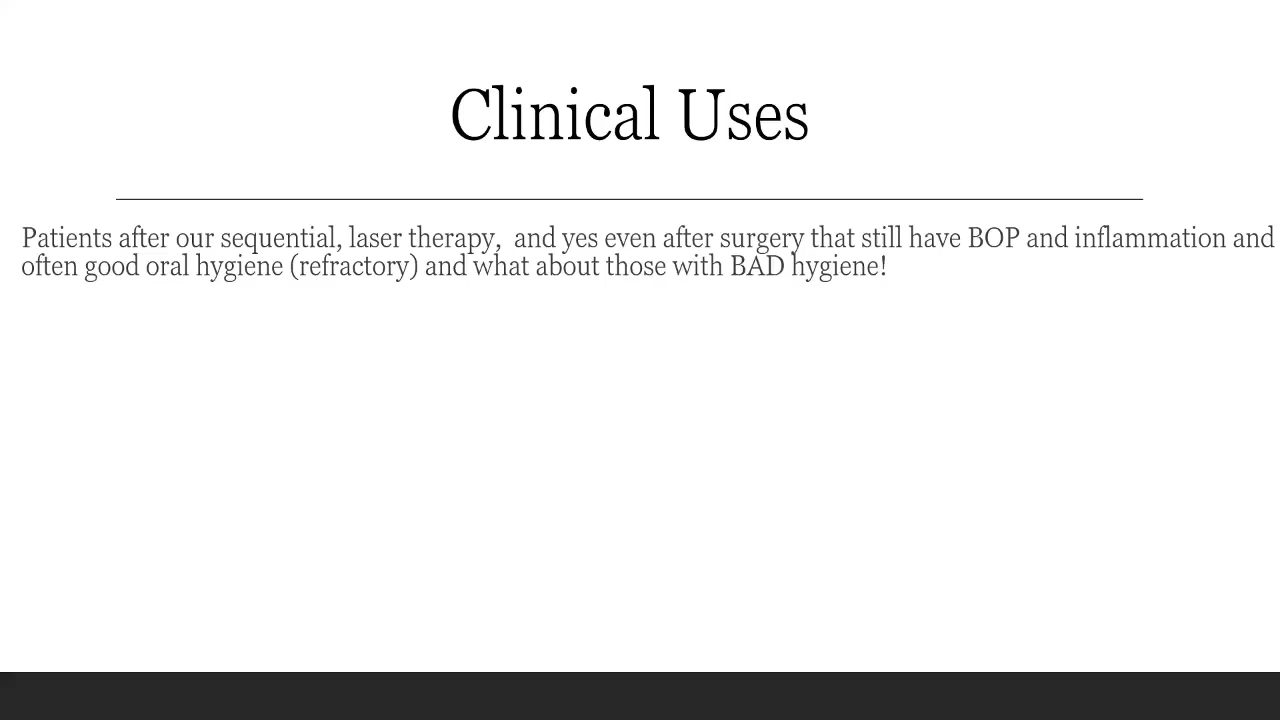 Clinical Uses
Patients after our sequential, laser therapy,  and yes even after surgery that still have BOP and inflammation and
often good oral hygiene (refractory) and what about those with BAD hygiene!